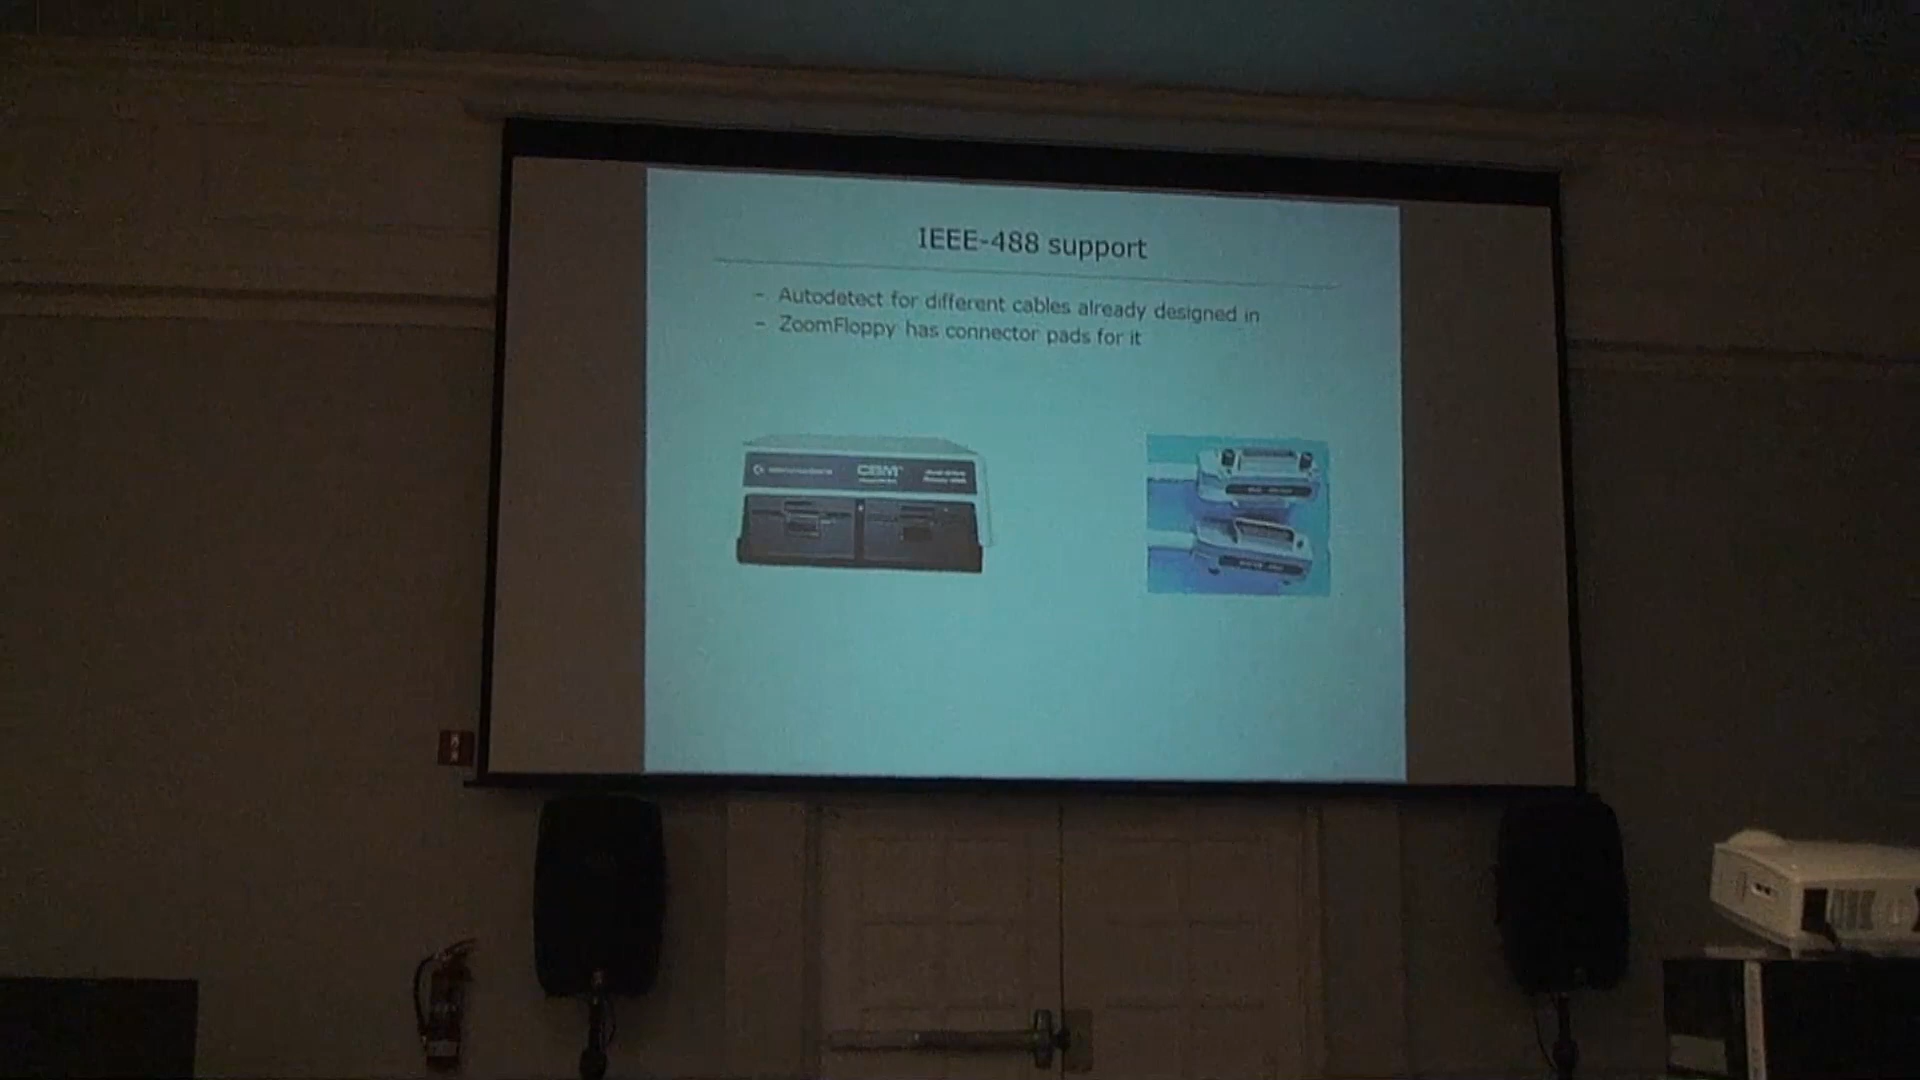 IEEE-488 support
- Autodetect for different cables already designed in
- ZoomFloppy has connector pads for it
CBM